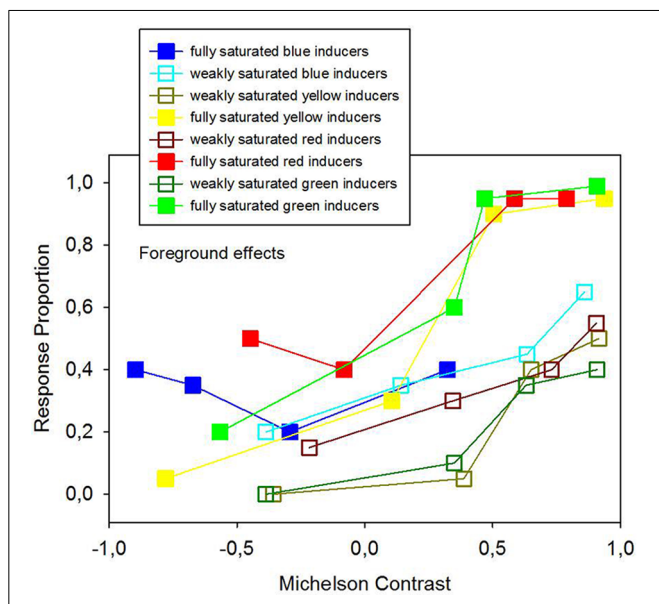 fully saturated blue inducers
weakly saturated blue inducers
weakly saturated yellow inducers
fully saturated yellow inducers
weakly saturated red inducers
fully saturated red inducers
weakly saturated green inducers
fully saturated green inducers
Foreground effects
Response Proportion
1,0
0,8
0,6
0,4
0,2
0,0
-1,0
-0,5
0,0
0,5
1,0
Michelson Contrast